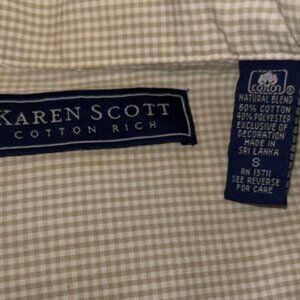 KAREN SCOTT
COTTON RICH
cotton ®
NATURAL BLEND
60% COTTON
40% POLYESTER
EXCLUSIVE OF
DECORATION
MADE IN
SRI LANKA
S
RN 13711
SEE REVERSE
FOR CARE